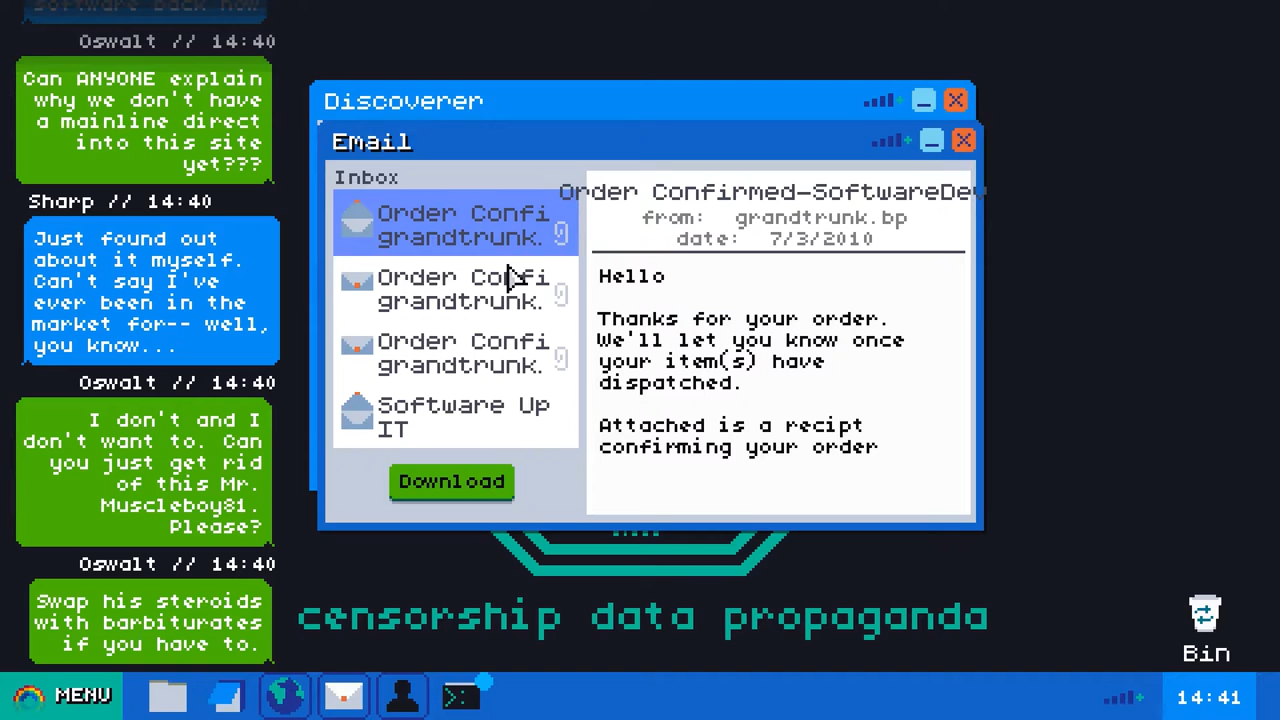 software back now
Oswalt // 14:40
Can ANYONE explain
why we don't have
a mainline direct
into this site
yet???
Sharp // 14:40
Just found out
about it myself.
Can't say I've
ever been in the
market for-- well,
you know...
Oswalt // 14:40
I don't and I
don't want to. Can
you just get rid
of this Mr.
Muscleboy81.
Please?
Oswalt // 14:40
Swap his steroids
with barbiturates
if you have to.
Discoverer
Email
Inbox
Order Confi
grandtrunk.
Order Confi
grandtrunk.
Order Confi
grandtrunk.
Software Up
IT
Download
Order Confirmed-SoftwareDev
from: grandtrunk.bp
date: 7/3/2010
Hello
Thanks for your order.
We'll let you know once
your item(s) have
dispatched.
Attached is a recipt
confirming your order
censorship data propaganda
Bin
MENU
14:41